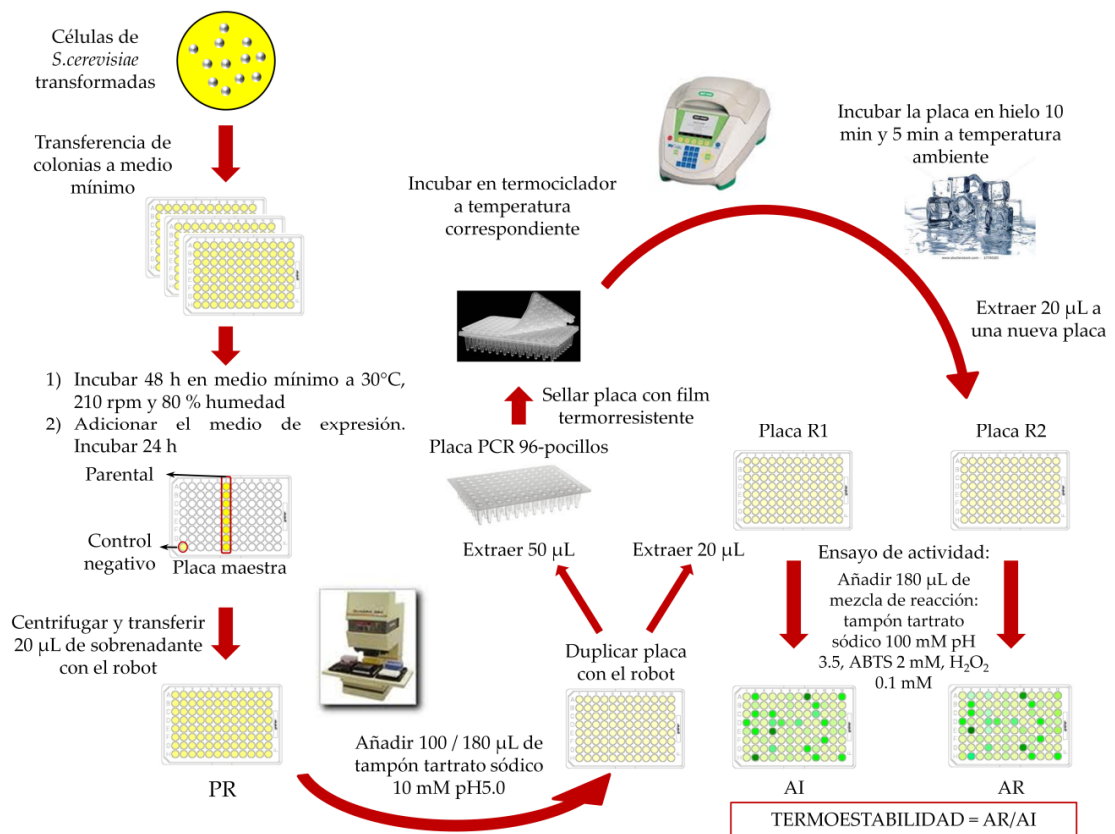 Células de
S.cerevisiae
transformadas
Transferencia de
colonias a medio
mínimo
1) Incubar 48 h en medio mínimo a 30°C,
210 rpm y 80 % humedad
2) Adicionar el medio de expresión.
Incubar 24 h
Parental
Control
negativo
Placa maestra
Centrifugar y transferir
20 µL de sobrenadante
con el robot
PR
Añadir 100 / 180 µL de
tampón tartrato sódico
10 mM pH5.0
Duplicar placa
con el robot
Extraer 50 µL
Extraer 20 µL
Placa PCR 96-pocillos
Sellar placa con film
termorresistente
Incubar en termociclador
a temperatura
correspondiente
Incubar la placa en hielo 10
min y 5 min a temperatura
ambiente
Extraer 20 µL a
una nueva placa
Placa R1
Placa R2
Ensayo de actividad:
Añadir 180 µL de
mezcla de reacción:
tampón tartrato
sódico 100 mM pH
3.5, ABTS 2 mM, H₂O₂
0.1 mM
AI
AR
TERMOESTABILIDAD = AR/AI